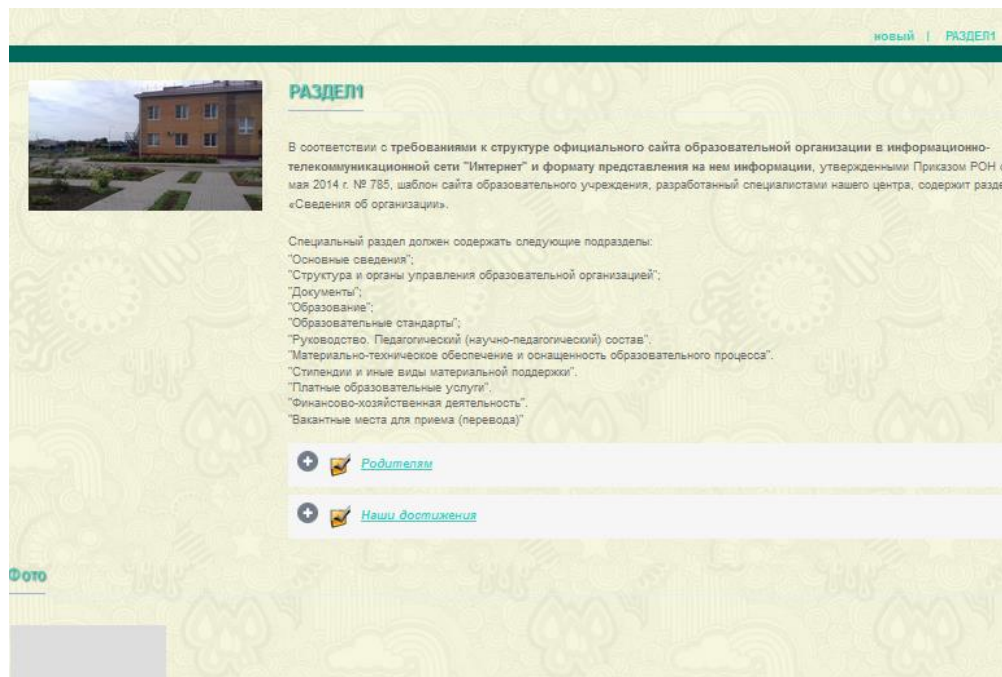 новый | РАЗДЕЛ1
РАЗДЕЛ1
В соответствии с требованиями к структуре официального сайта образовательной организации в информационно-
телекоммуникационной сети "Интернет" и формату представления на нем информации, утвержденными Приказом РОН
мая 2014 г. № 785, шаблон сайта образовательного учреждения, разработанный специалистами нашего центра, содержит разде
«Сведения об организации».
Специальный раздел должен содержать следующие подразделы:
"Основные сведения";
"Структура и органы управления образовательной организацией";
"Документы";
"Образование";
"Образовательные стандарты";
"Руководство. Педагогический (научно-педагогический) состав".
"Материально-техническое обеспечение и оснащенность образовательного процесса".
"Стипендии и иные виды материальной поддержки".
"Платные образовательные услуги".
"Финансово-хозяйственная деятельность".
"Вакантные места для приема (перевода)"
Родителям
Наши достижения
Фото